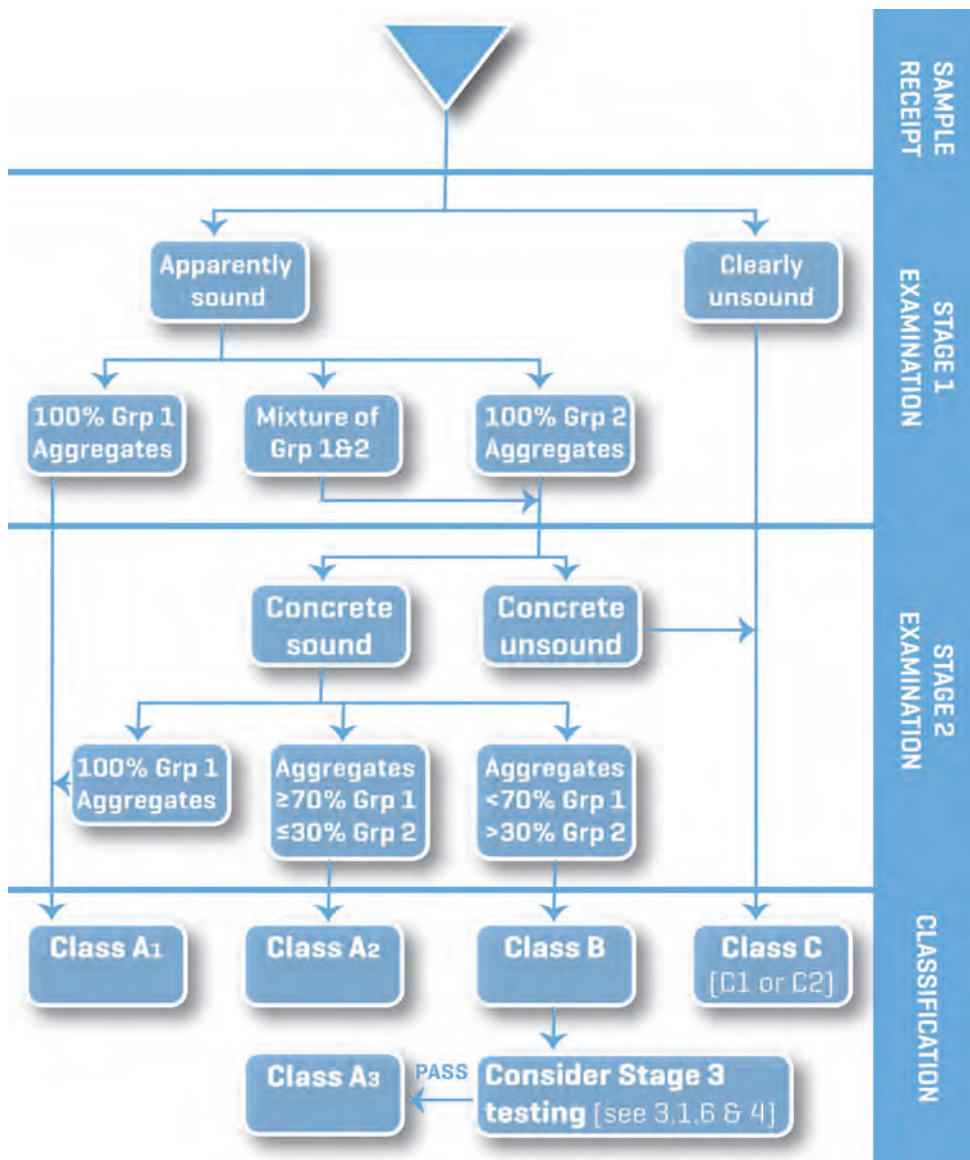 SAMPLE
RECEIPT
Apparently
sound
Clearly
unsound
STAGE 1
EXAMINATION
100% Grp 1
Aggregates
Mixture of
Grp 1&2
100% Grp 2
Aggregates
Concrete
sound
Concrete
unsound
STAGE 2
EXAMINATION
100% Grp 1
Aggregates
Aggregates
≥70% Grp 1
≤30% Grp 2
Aggregates
<70% Grp 1
>30% Grp 2
CLASSIFICATION
Class A1
Class A2
Class B
Class C
[C1 or C2]
Class A3
PASS
Consider Stage 3
testing [see 3,1,6 & 4]